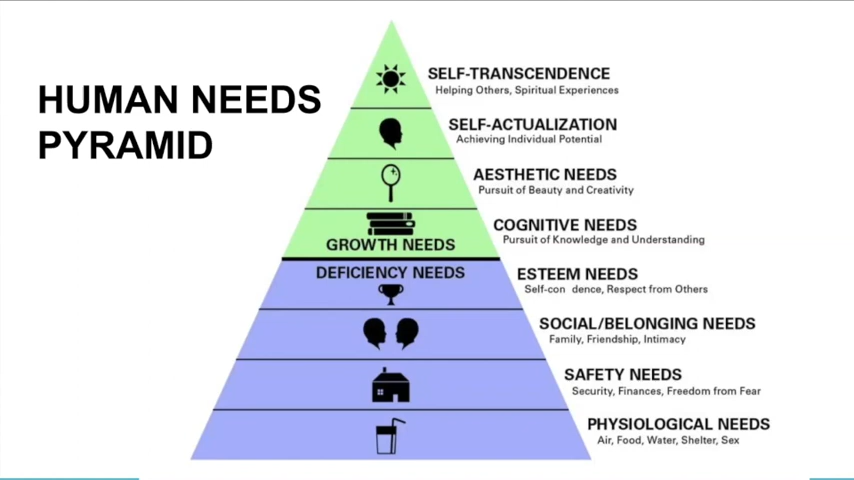 HUMAN NEEDS
PYRAMID
SELF-TRANSCENDENCE
Helping Others, Spiritual Experiences
SELF-ACTUALIZATION
Achieving Individual Potential
AESTHETIC NEEDS
Pursuit of Beauty and Creativity
COGNITIVE NEEDS
Pursuit of Knowledge and Understanding
GROWTH NEEDS
DEFICIENCY NEEDS
ESTEEM NEEDS
Self-con dence, Respect from Others
SOCIAL/BELONGING NEEDS
Family, Friendship, Intimacy
SAFETY NEEDS
Security, Finances, Freedom from Fear
PHYSIOLOGICAL NEEDS
Air, Food, Water, Shelter, Sex